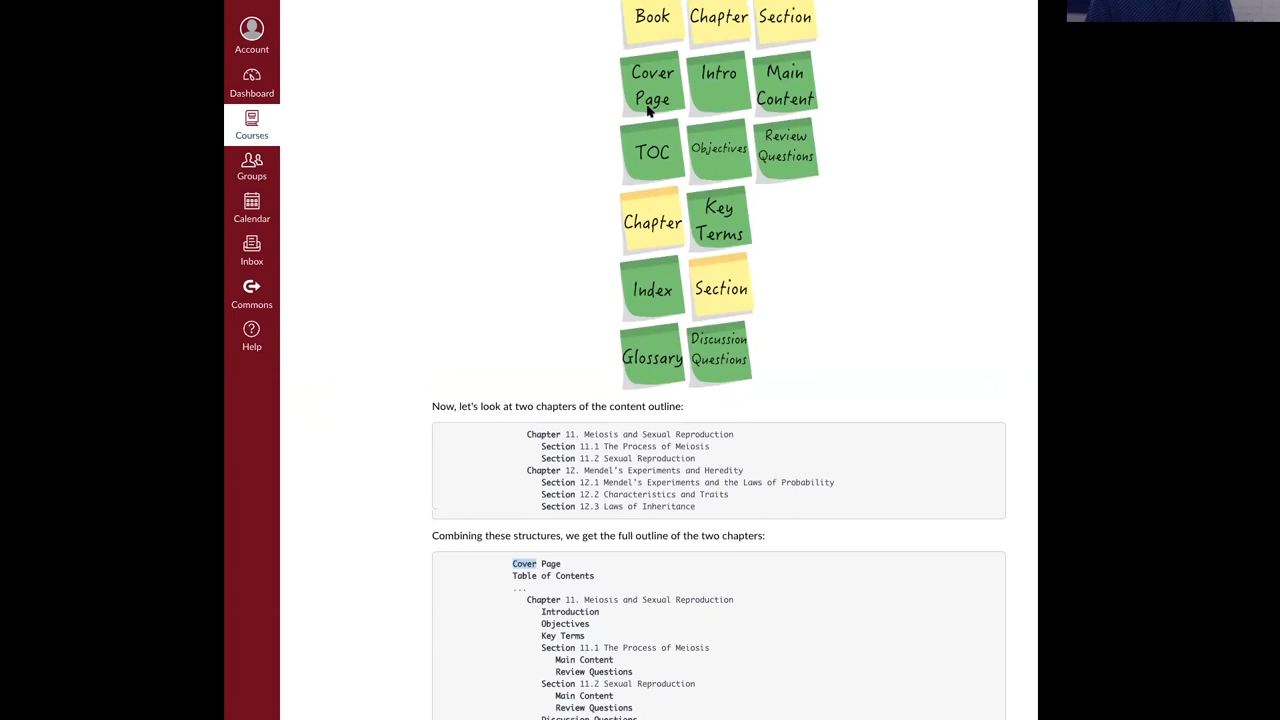 Account
Dashboard
Courses
Groups
Calendar
Inbox
Commons
Help
Book Chapter Section
Cover Page Intro Main Content
TOC Objectives Review Questions
Chapter Key Terms
Index Section
Glossary Discussion Questions
Now, let's look at two chapters of the content outline:
Chapter 11. Meiosis and Sexual Reproduction
Section 11.1 The Process of Meiosis
Section 11.2 Sexual Reproduction
Chapter 12. Mendel's Experiments and Heredity
Section 12.1 Mendel's Experiments and the Laws of Probability
Section 12.2 Characteristics and Traits
Section 12.3 Laws of Inheritance
Combining these structures, we get the full outline of the two chapters:
Cover Page
Table of Contents
...
Chapter 11. Meiosis and Sexual Reproduction
Introduction
Objectives
Key Terms
Section 11.1 The Process of Meiosis
Main Content
Review Questions
Section 11.2 Sexual Reproduction
Main Content
Review Questions
Discussion Questions